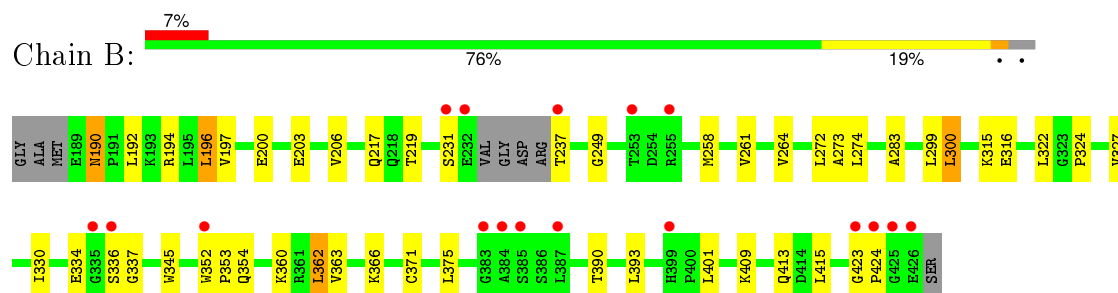 7%
Chain B:
76% 19% • •
GLY ALA MET E189 N190 P191 L192 K193 R194 L195 L196 V197 E200 E203 V206 Q217 Q218 T219 S231 E232 VAL GLY ASP ARG T237 G249 T253 D254 R255 M258 V261 V264 L272 A273 L274 A283 L299 L300 K315 E316 L322 G323 P324
I330 E334 G335 S336 G337 W345 W352 P353 Q354 K360 R361 L362 V363 K366 C371 L375 G383 A384 S385 S386 L387 T390 L393 H399 P400 L401 K409 Q413 D414 L415 G423 P424 G425 E426 SER